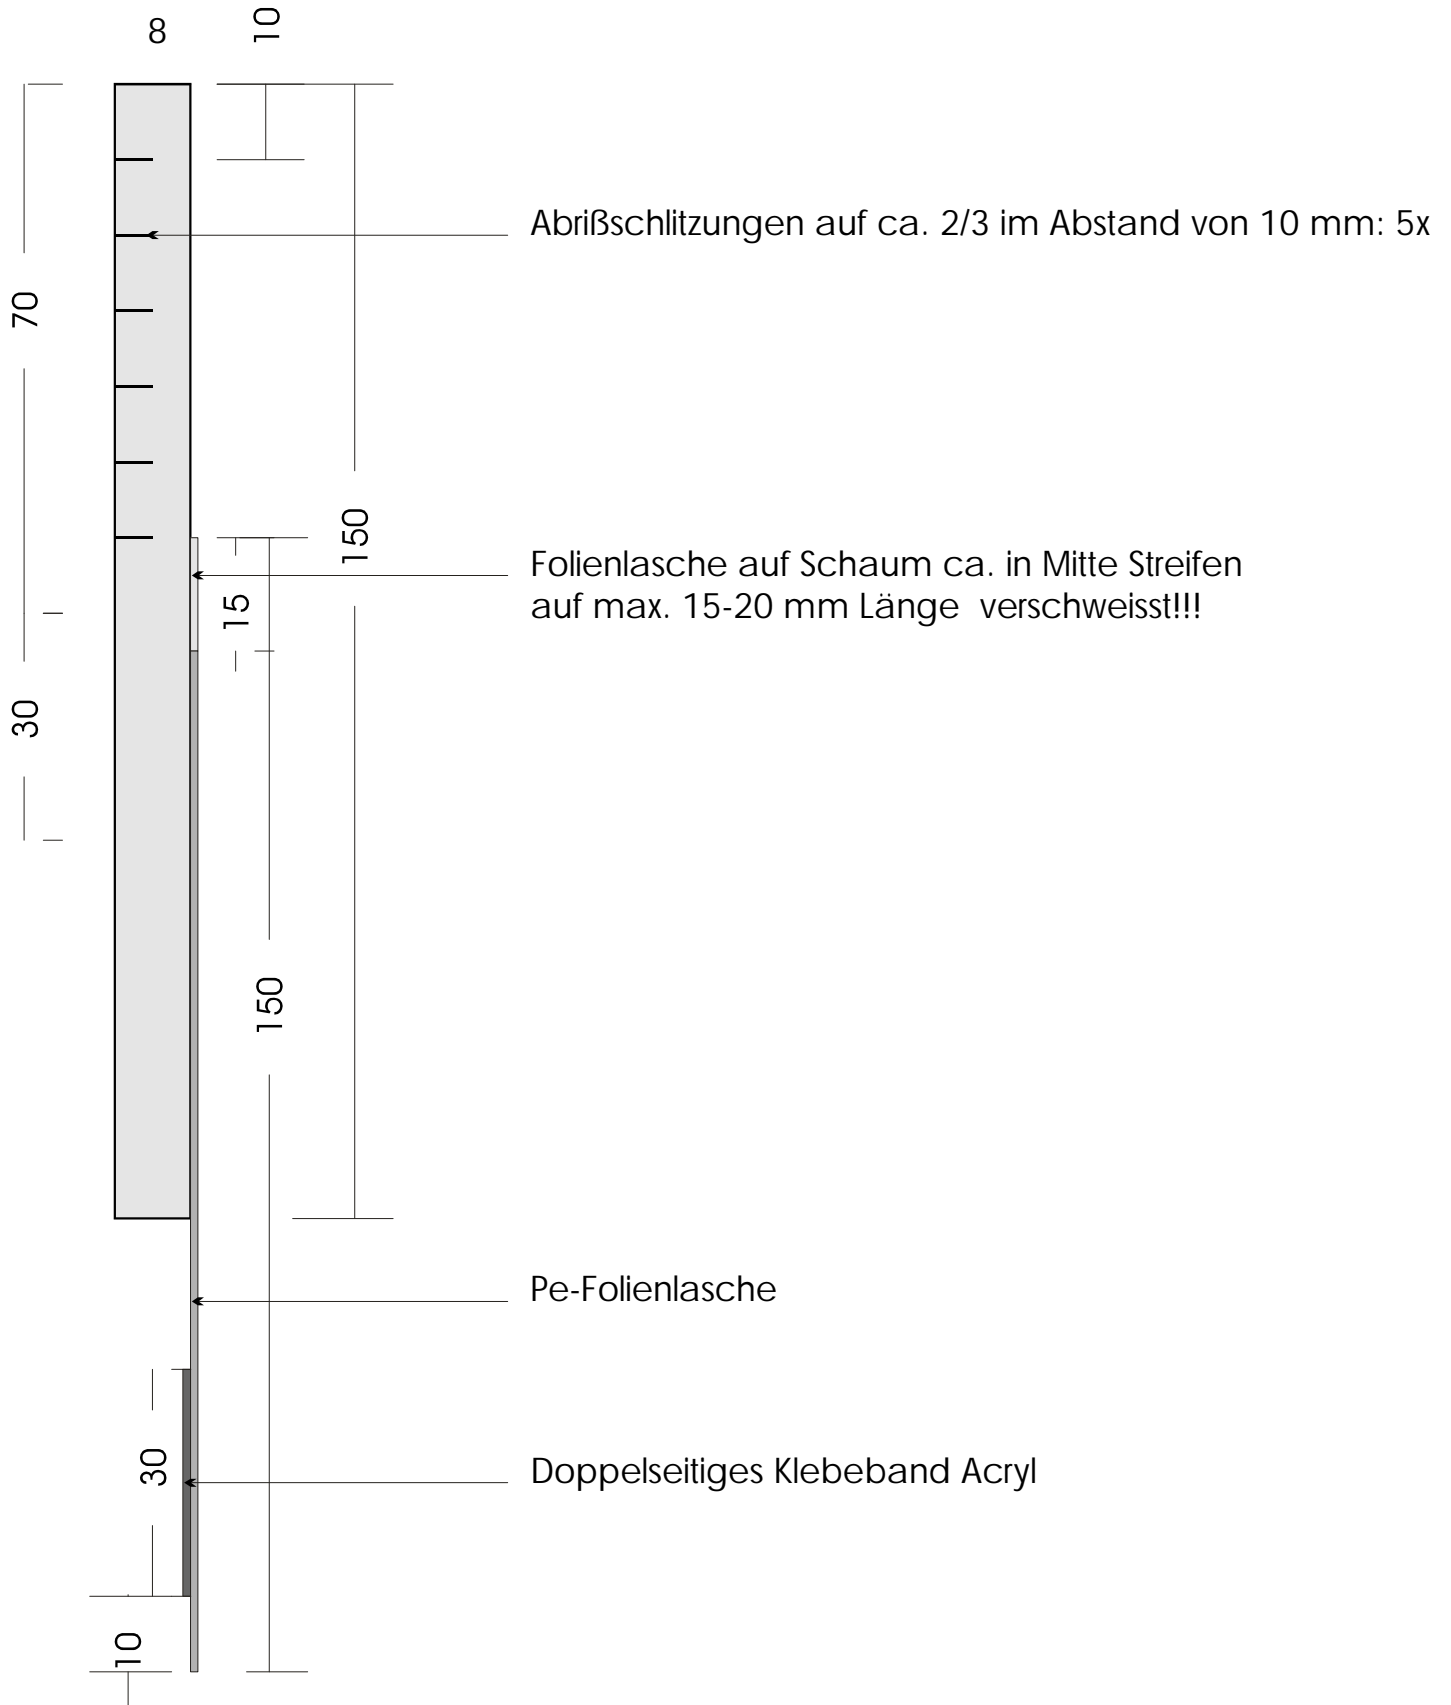 8
10
Abrißschlitzungen auf ca. 2/3 im Abstand von 10 mm: 5x
70
150
Folienlasche auf Schaum ca. in Mitte Streifen
auf max. 15-20 mm Länge  verschweisst!!!
15
30
150
Pe-Folienlasche
30
Doppelseitiges Klebeband Acryl
10